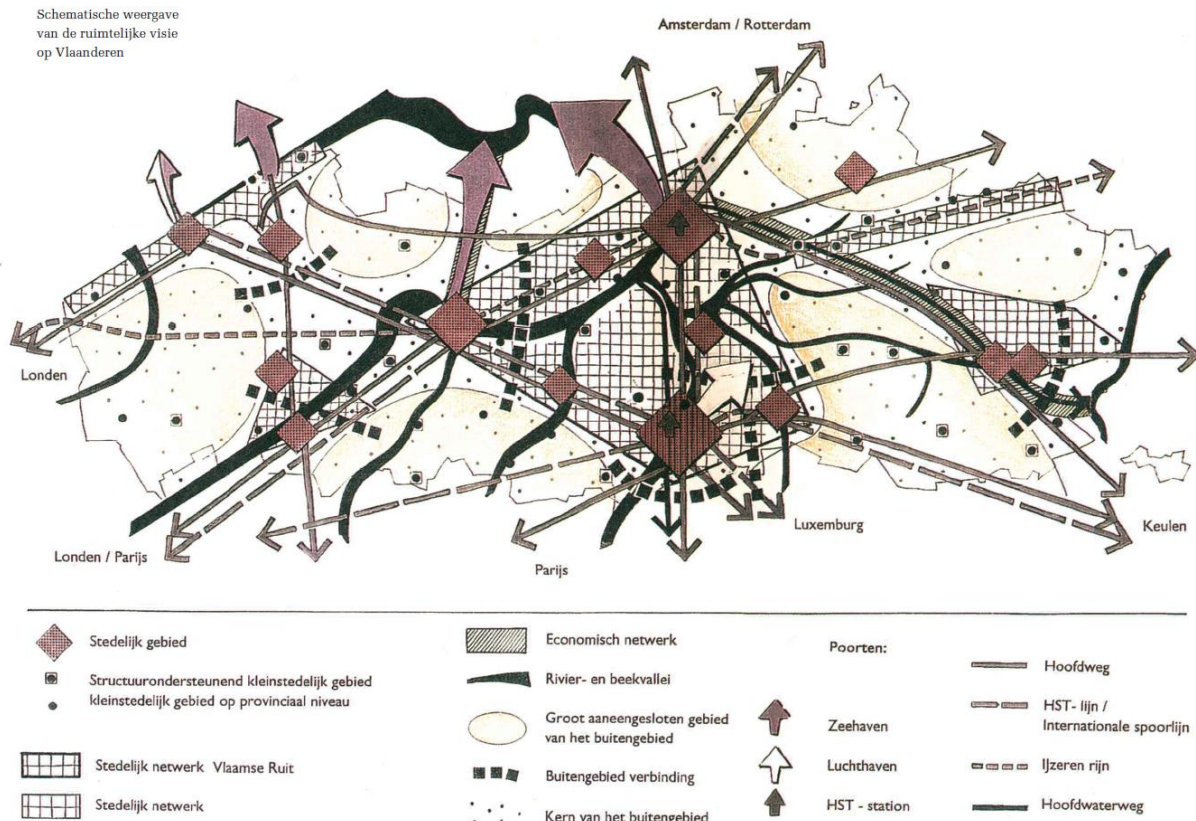 Schematische weergave
van de ruimtelijke visie
op Vlaanderen
Amsterdam / Rotterdam
Londen
Londen / Parijs
Parijs
Luxemburg
Keulen
Stedelijk gebied
Structuurondersteunend kleinstedelijk gebied
kleinstedelijk gebied op provinciaal niveau
Stedelijk netwerk Vlaamse Ruit
Stedelijk netwerk
Economisch netwerk
Rivier- en beekvallei
Groot aaneengesloten gebied
van het buitengebied
Buitengebied verbinding
Kern van het buitengebied
Poorten:
Zeehaven
Luchthaven
HST - station
Hoofdweg
HST- lijn /
Internationale spoorlijn
IJzeren rijn
Hoofdwaterweg